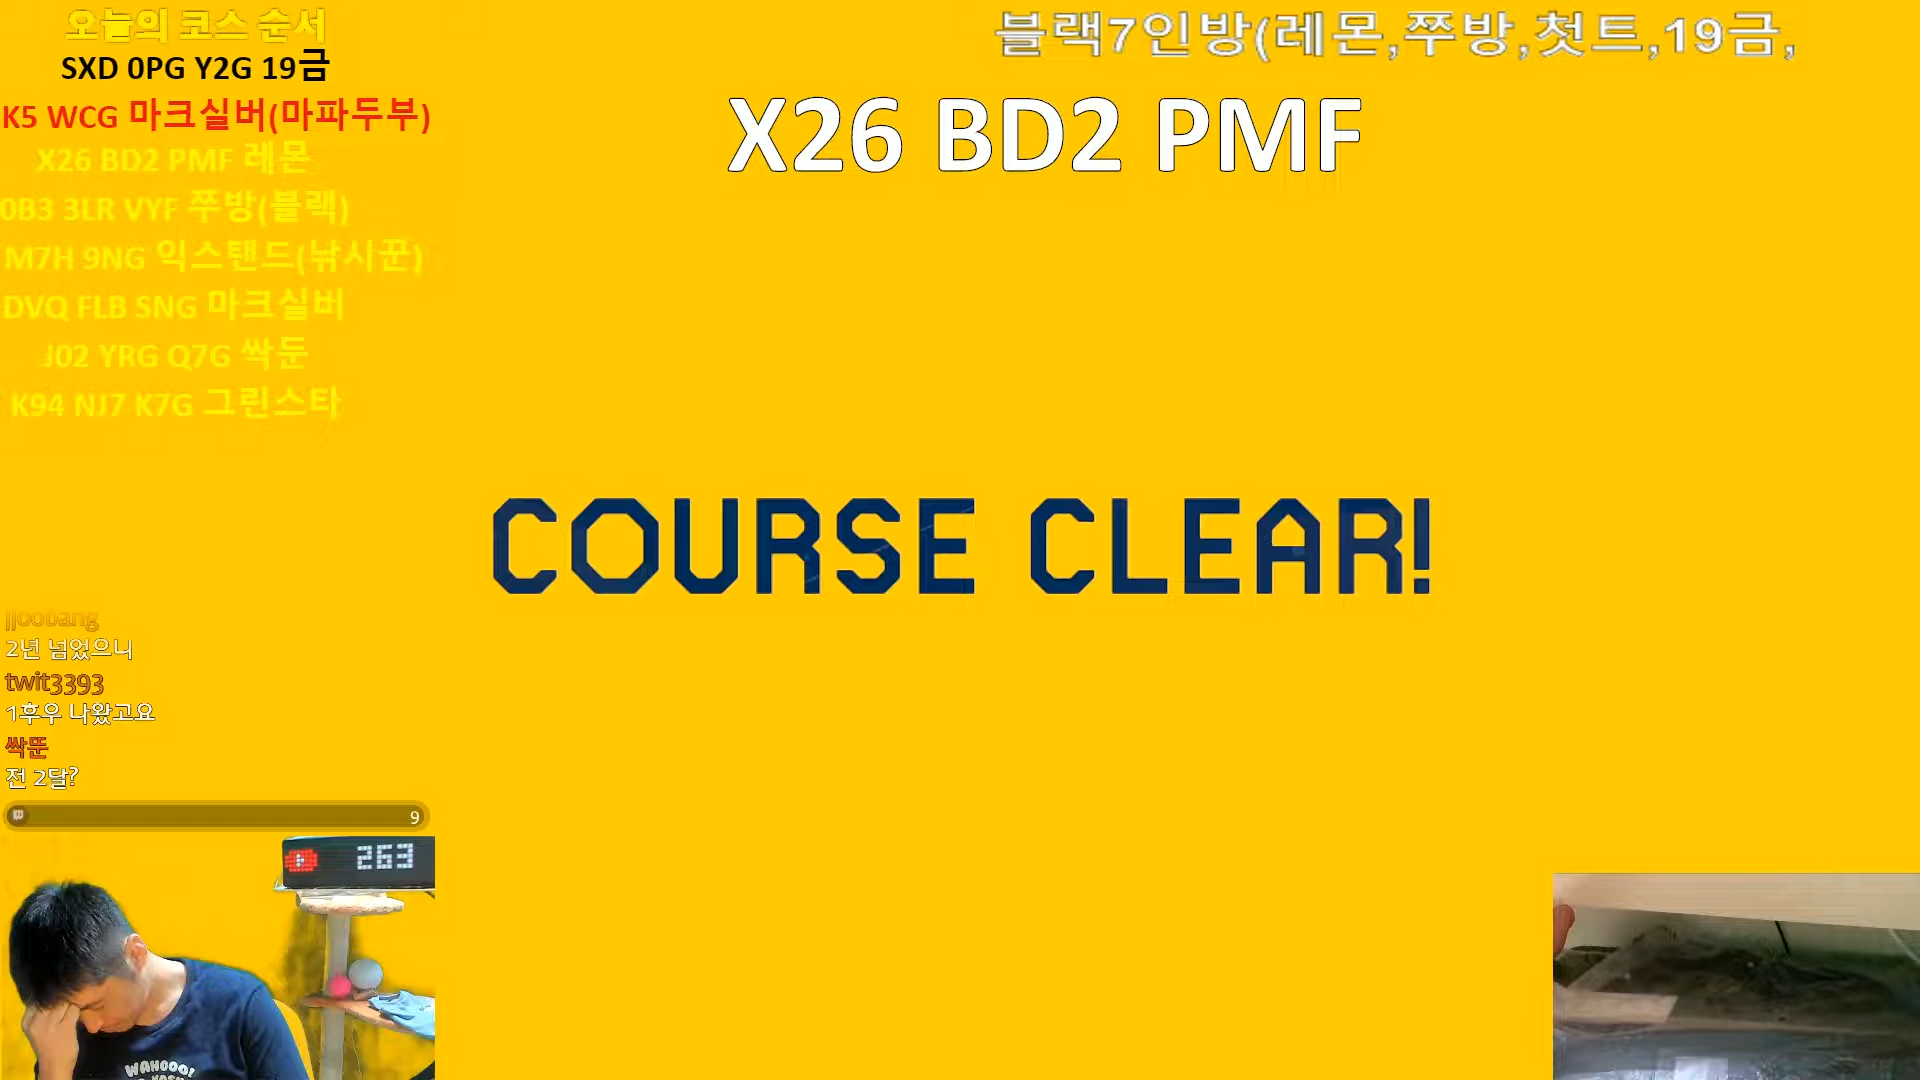 오늘의 코스 순서
SXD 0PG Y2G 19금
K5 WCG 마크실버(마파두부)
X26 BD2 PMF 레몬
0B3 3LR VYF 쭈방(블랙)
M7H 9NG 익스탠드(낚시꾼)
DVQ FLB SNG 마크실버
J02 YRG Q7G 싹둔
K94 NJ7 K7G 그린스타
블랙7인방(레몬,쭈방,첫트,19금,
X26 BD2 PMF
COURSE CLEAR!
jjoobang
2년 넘었으니
twit3393
1후우 나왔고요
싹뚠
전 2달?
9
263
WAHOOO!